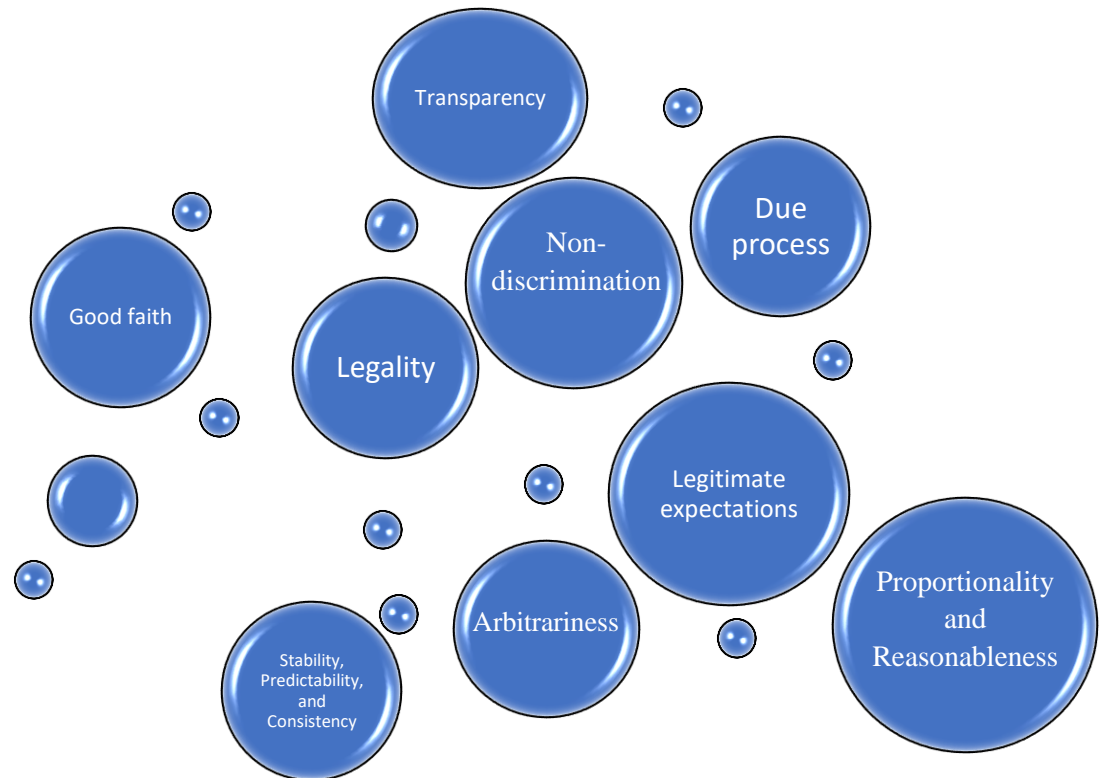 Transparency
Due
process
Non-
discrimination
Good faith
Legality
Legitimate
expectations
Proportionality
and
Reasonableness
Arbitrariness
Stability,
Predictability,
and
Consistency